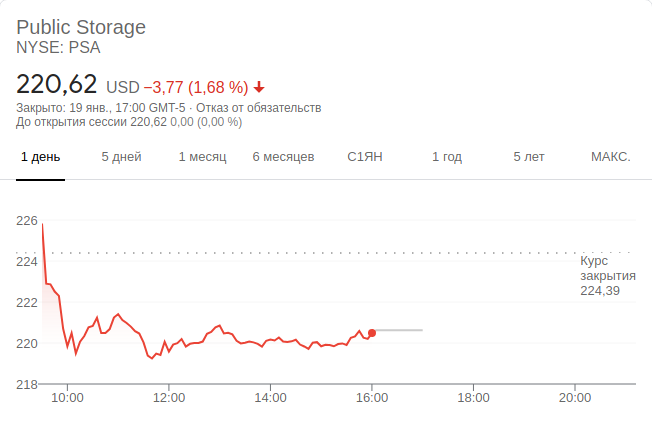 Public Storage
NYSE: PSA
220,62 USD −3,77 (1,68 %)
Закрыто: 19 янв., 17:00 GMT-5 · Отказ от обязательств
До открытия сессии 220,62 0,00 (0,00 %)
1 день 5 дней 1 месяц 6 месяцев С1ЯН 1 год 5 лет МАКС.
226
224
222
220
218
Курс
закрытия
224,39
10:00 12:00 14:00 16:00 18:00 20:00